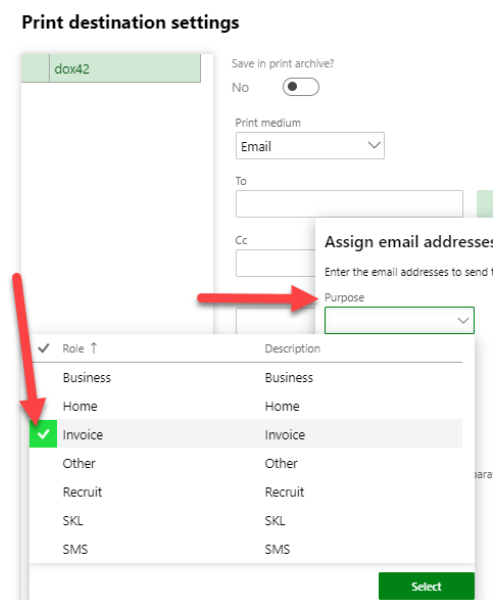 Print destination settings
dox42
Save in print archive?
No
Print medium
Email
To
Cc
Assign email addresses
Enter the email addresses to send
Purpose
Role ↑ Description
Business Business
Home Home
Invoice Invoice
Other Other
Recruit Recruit
SKL SKL
SMS SMS
Select